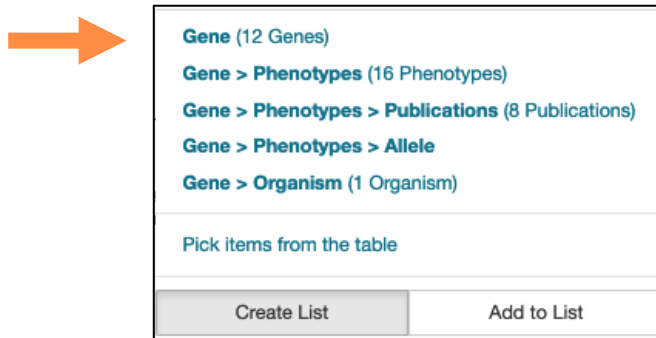 Gene (12 Genes)
Gene > Phenotypes (16 Phenotypes)
Gene > Phenotypes > Publications (8 Publications)
Gene > Phenotypes > Allele
Gene > Organism (1 Organism)
Pick items from the table
Create List
Add to List